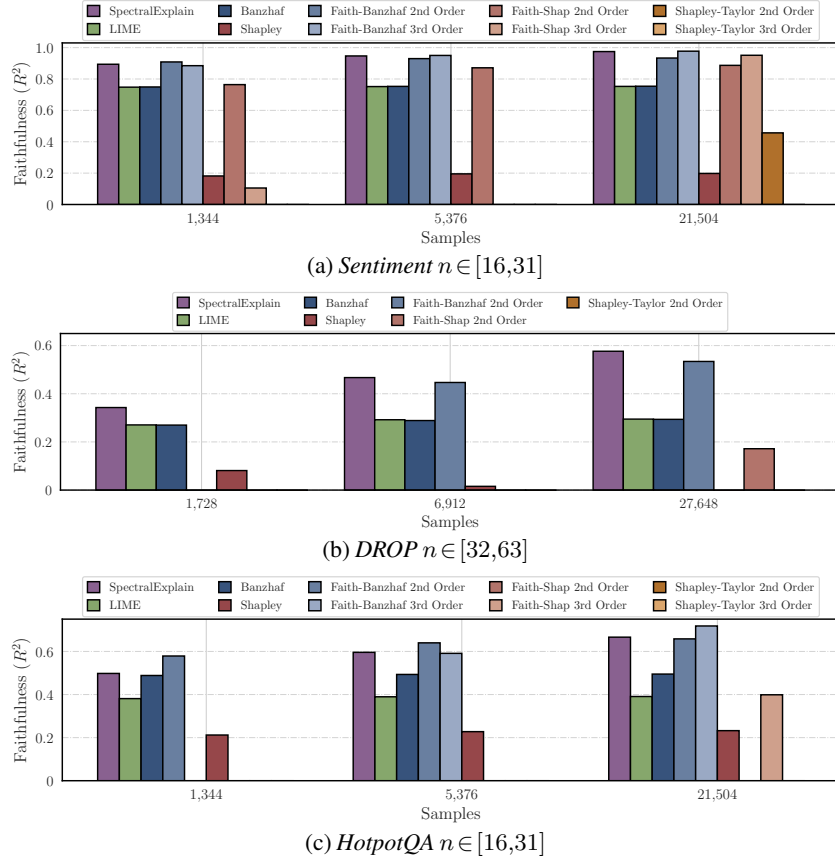 SpectralExplain Banzhaf Faith-Banzhaf 2nd Order Faith-Shap 2nd Order Shapley-Taylor 2nd Order
LIME Shapley Faith-Banzhaf 3rd Order Faith-Shap 3rd Order Shapley-Taylor 3rd Order
Faithfulness (R²)
1.0
0.8
0.6
0.4
0.2
0
1,344 5,376 21,504
Samples
(a) Sentiment n ∈ [16,31]
SpectralExplain Banzhaf Faith-Banzhaf 2nd Order Shapley-Taylor 2nd Order
LIME Shapley Faith-Shap 2nd Order
Faithfulness (R²)
0.6
0.4
0.2
0
1,728 6,912 27,648
Samples
(b) DROP n ∈ [32,63]
SpectralExplain Banzhaf Faith-Banzhaf 2nd Order Faith-Shap 2nd Order Shapley-Taylor 2nd Order
LIME Shapley Faith-Banzhaf 3rd Order Faith-Shap 3rd Order Shapley-Taylor 3rd Order
Faithfulness (R²)
0.6
0.4
0.2
0
1,344 5,376 21,504
Samples
(c) HotpotQA n ∈ [16,31]